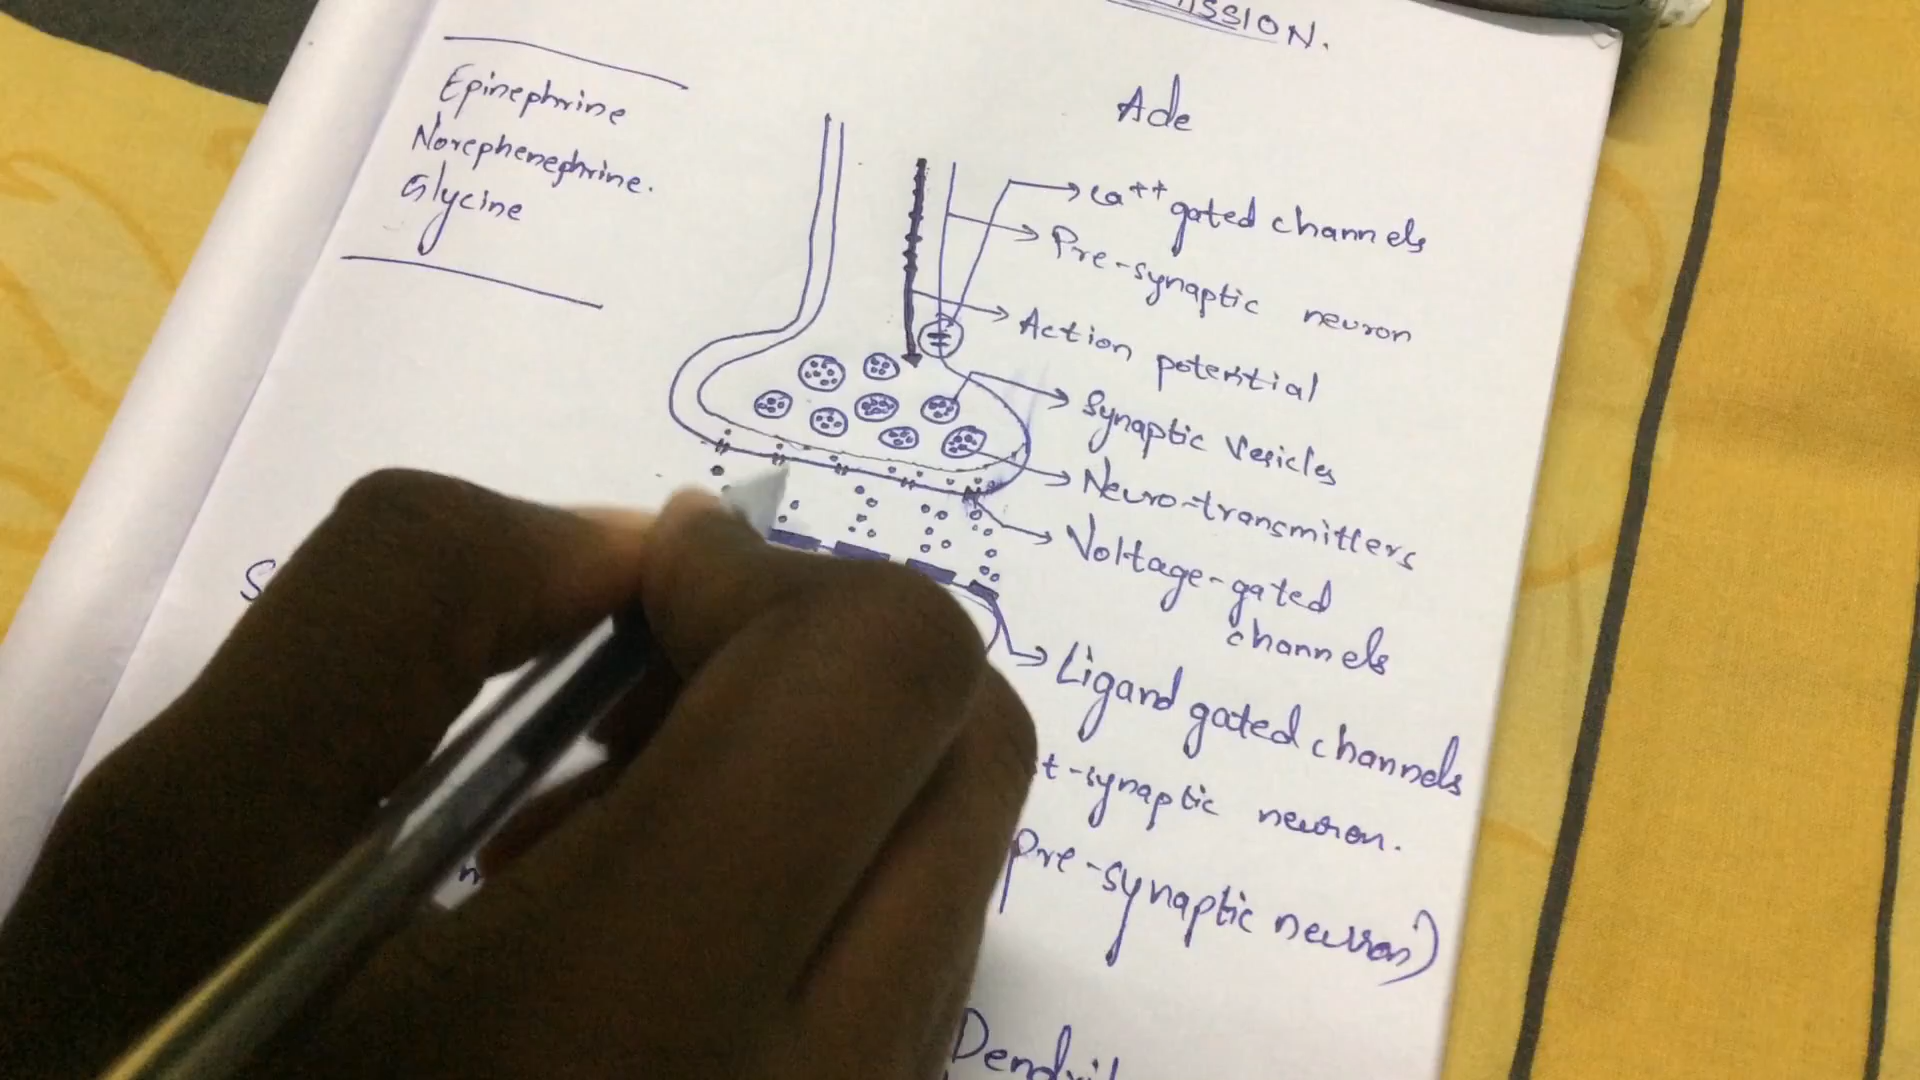 Epinephrine
Norephenephrine.
Glycine
Ade
Ca++ gated channels
Pre-synaptic neuron
Action potential
Synaptic vesicles
Neuro-transmitters
Voltage-gated
channels
Ligand gated channels
t-synaptic neuron.
Pre-synaptic neuron)